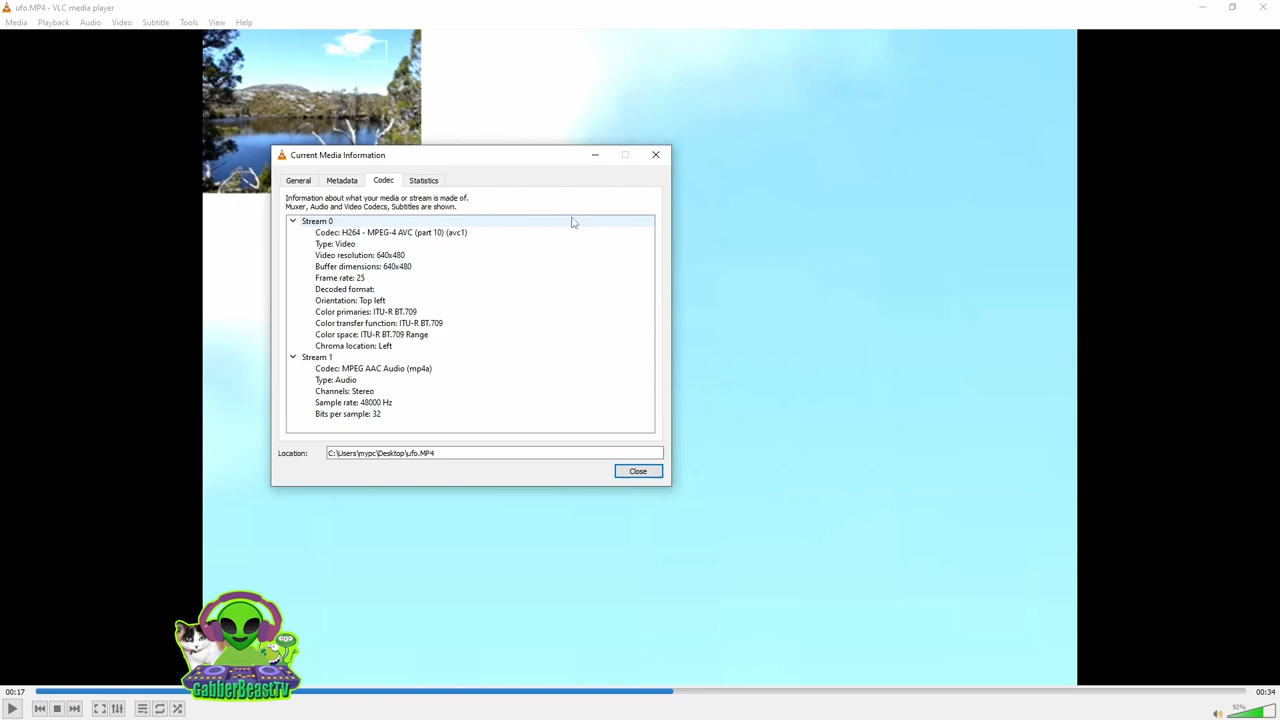 ufo.MP4 - VLC media player
Media Playback Audio Video Subtitle Tools View Help
Current Media Information
General Metadata Codec Statistics
Information about what your media or stream is made of.
Muxer, Audio and Video Codecs, Subtitles are shown.
Stream 0
Codec: H264 - MPEG-4 AVC (part 10) (avc1)
Type: Video
Video resolution: 640x480
Buffer dimensions: 640x480
Frame rate: 25
Decoded format:
Orientation: Top left
Color primaries: ITU-R BT.709
Color transfer function: ITU-R BT.709
Color space: ITU-R BT.709 Range
Chroma location: Left
Stream 1
Codec: MPEG AAC Audio (mp4a)
Type: Audio
Channels: Stereo
Sample rate: 48000 Hz
Bits per sample: 32
Location: C:\Users\mypc\Desktop\ufo.MP4
Close
GabberBeastTV
00:17 00:34
92%